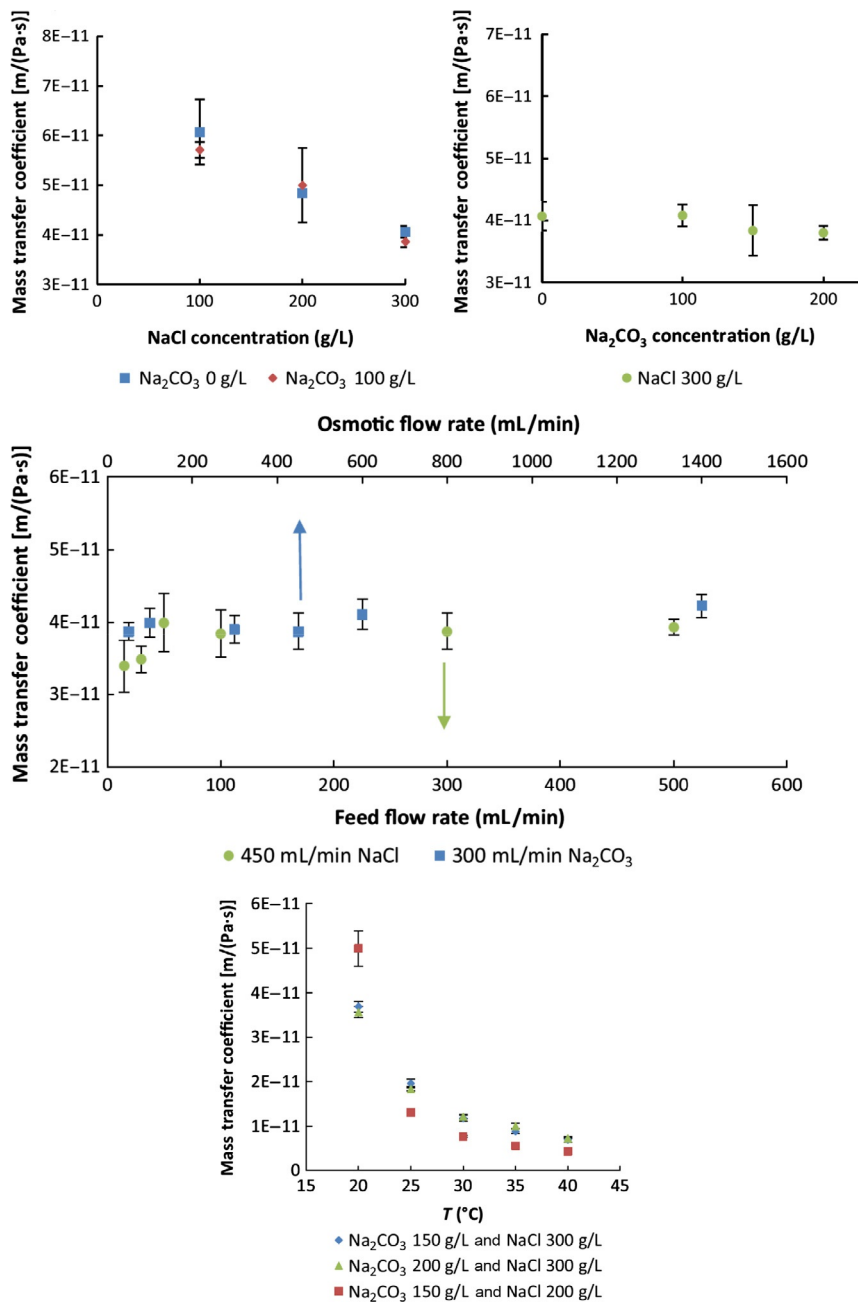 Mass transfer coefficient [m/(Pa·s)]
8E−11
7E−11
6E−11
5E−11
4E−11
3E−11
0 100 200 300
NaCl concentration (g/L)
Na₂CO₃ 0 g/L Na₂CO₃ 100 g/L
Mass transfer coefficient [m/(Pa·s)]
7E−11
6E−11
5E−11
4E−11
3E−11
0 100 200
Na₂CO₃ concentration (g/L)
NaCl 300 g/L
Osmotic flow rate (mL/min)
0 200 400 600 800 1000 1200 1400 1600
Mass transfer coefficient [m/(Pa·s)]
6E−11
5E−11
4E−11
3E−11
2E−11
0 100 200 300 400 500 600
Feed flow rate (mL/min)
450 mL/min NaCl 300 mL/min Na₂CO₃
Mass transfer coefficient [m/(Pa·s)]
6E−11
5E−11
4E−11
3E−11
2E−11
1E−11
0
15 20 25 30 35 40 45
T (°C)
Na₂CO₃ 150 g/L and NaCl 300 g/L
Na₂CO₃ 200 g/L and NaCl 300 g/L
Na₂CO₃ 150 g/L and NaCl 200 g/L